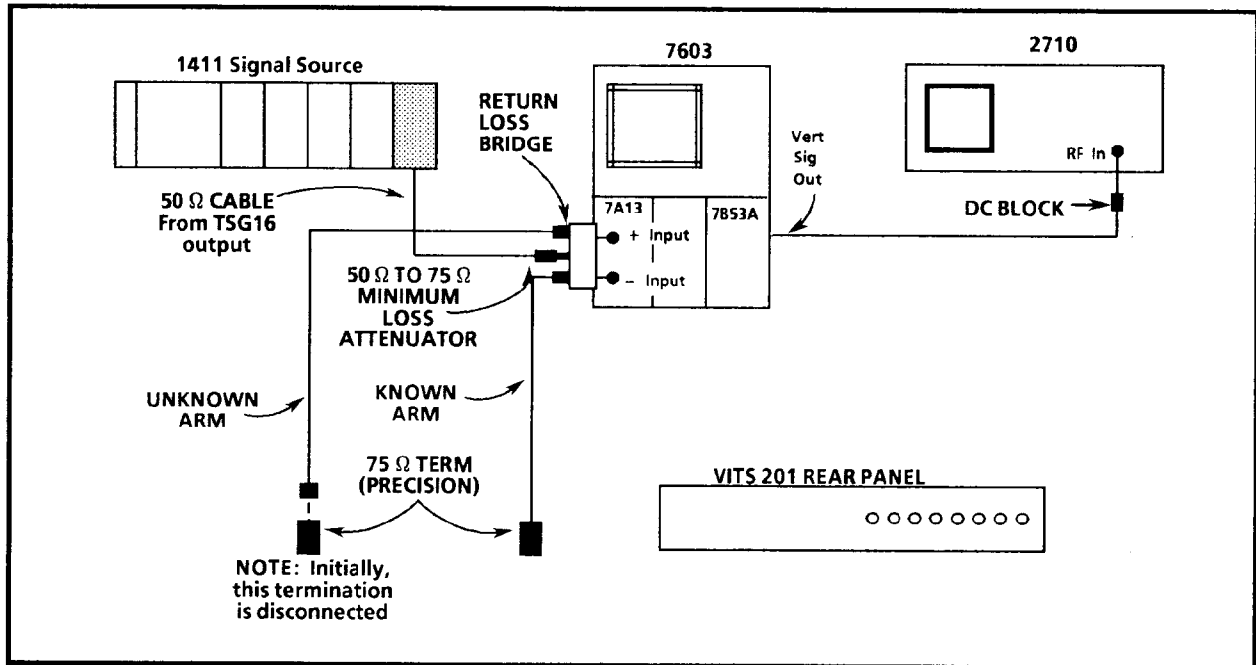 1411 Signal Source
7603
2710
RETURN
LOSS
BRIDGE
Vert
Sig
Out
RF In
50 Ω CABLE
From TSG16
output
7A13
7B53A
DC BLOCK
+ Input
– Input
50 Ω TO 75 Ω
MINIMUM
LOSS
ATTENUATOR
UNKNOWN
ARM
KNOWN
ARM
75 Ω TERM
(PRECISION)
VITS 201 REAR PANEL
NOTE: Initially,
this termination
is disconnected